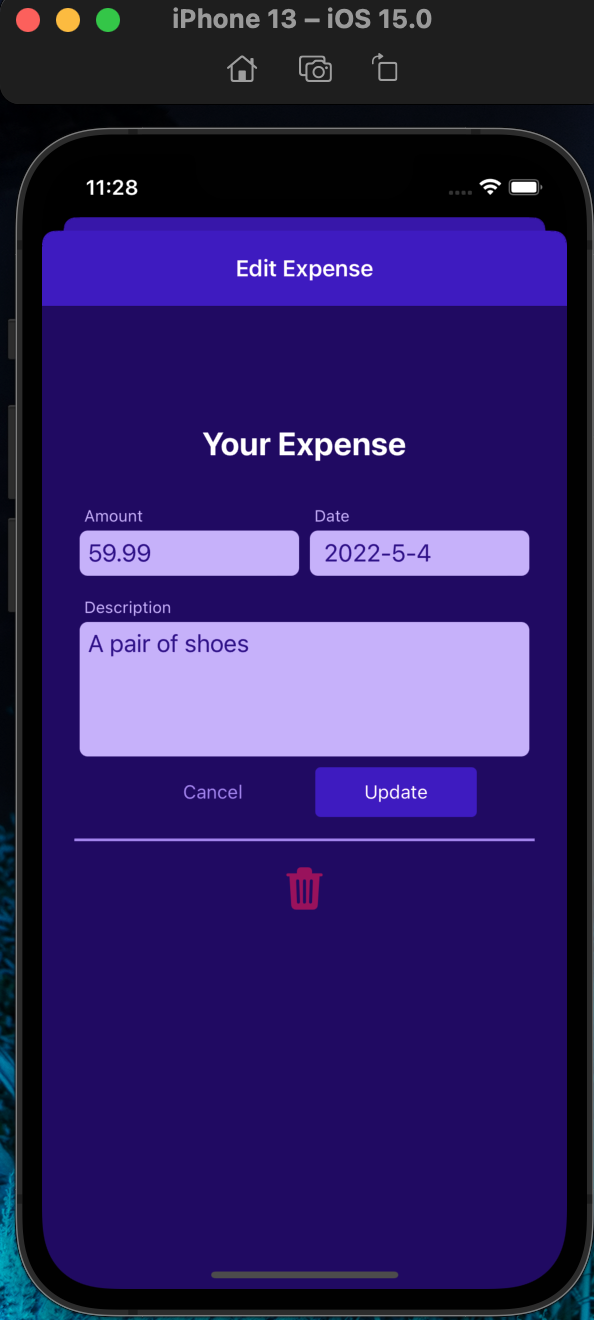 iPhone 13 – iOS 15.0
11:28
Edit Expense
Your Expense
Amount Date
59.99 2022-5-4
Description
A pair of shoes
Cancel Update